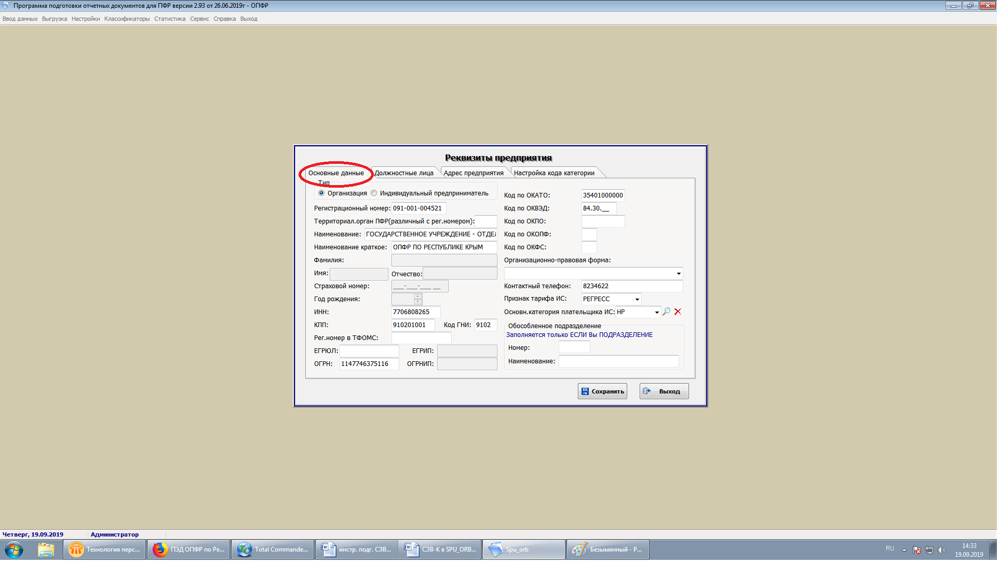 Программа подготовки отчетных документов для ПФР версии 2.93 от 26.06.2019г - ОПФР
Ввод данных Выгрузка Настройки Классификаторы Статистика Сервис Справка Выход
Реквизиты предприятия
Основные данные Должностные лица Адрес предприятия Настройка кода категории
Тип
Организация Индивидуальный предприниматель
Регистрационный номер: 091-001-004521
Территориал.орган ПФР(различный с рег.номером):
Наименование: ГОСУДАРСТВЕННОЕ УЧРЕЖДЕНИЕ - ОТДЕЛ
Наименование краткое: ОПФР ПО РЕСПУБЛИКЕ КРЫМ
Фамилия:
Имя: Отчество:
Страховой номер: ___-___-___ __
Год рождения:
ИНН: 7706808265
КПП: 910201001 Код ГНИ: 9102
Рег.номер в ТФОМС:
ЕГРЮЛ: ЕГРИП:
ОГРН: 1147746375116 ОГРНИП:
Код по ОКАТО: 35401000000
Код по ОКВЭД: 84.30.__
Код по ОКПО:
Код по ОКОПФ:
Код по ОКФС:
Организационно-правовая форма:
Контактный телефон: 8234622
Признак тарифа ИС: РЕГРЕСС
Основн.категория плательщика ИС: НР
Обособленное подразделение
Заполняется только ЕСЛИ Вы ПОДРАЗДЕЛЕНИЕ
Номер:
Наименование:
Сохранить Выход
Четверг, 19.09.2019 Администратор
Технология перс... ПЭД ОПФР по Ре... Total Commande... инстр. подг. СЗВ... СЗВ-К в SPU_ORB... Spu_orb Безымянный - P...
RU 14:33
19.09.2019